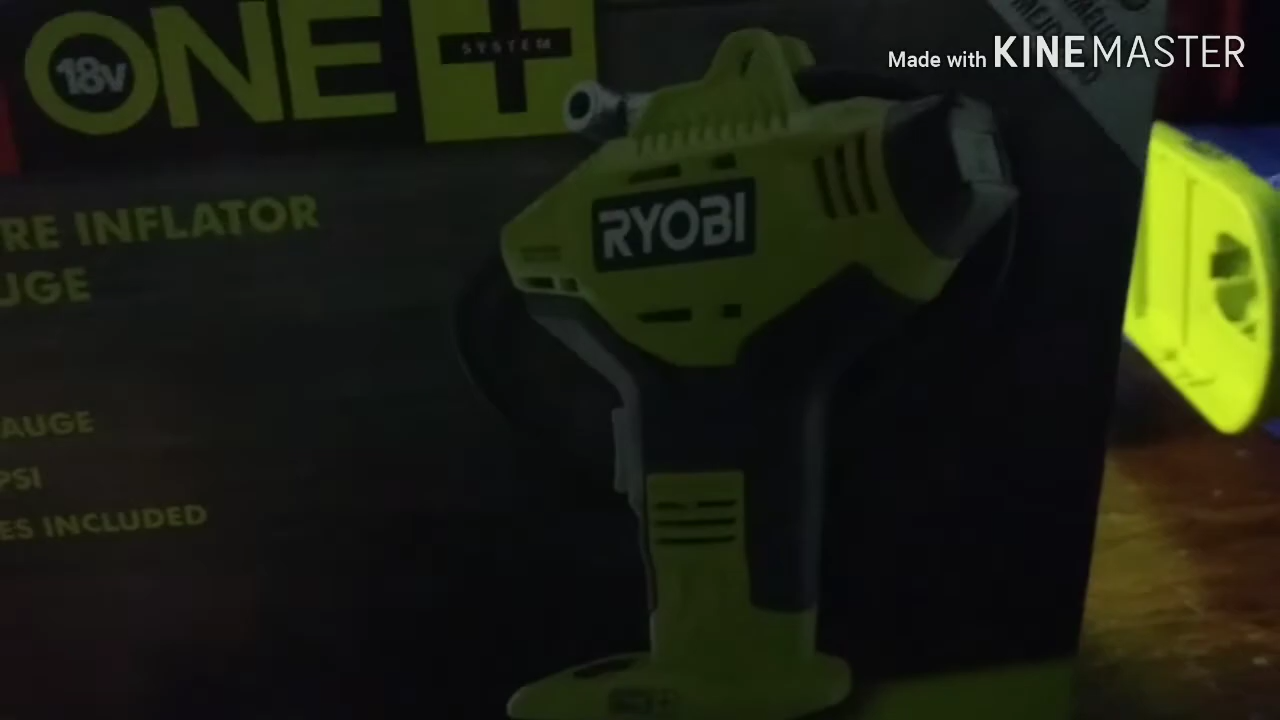 Made with KINEMASTER
18V ONE+ SYSTEM
RE INFLATOR
UGE
RYOBI
AUGE
PSI
ES INCLUDED